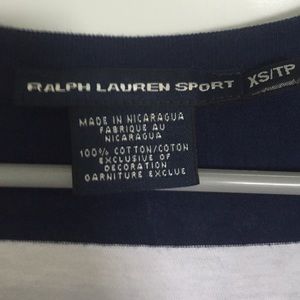 RALPH LAUREN SPORT
XS/TP
MADE IN NICARAGUA
FABRIQUE AU
NICARAGUA
100% COTTON/COTON
EXCLUSIVE OF
DECORATION
GARNITURE EXCLUE